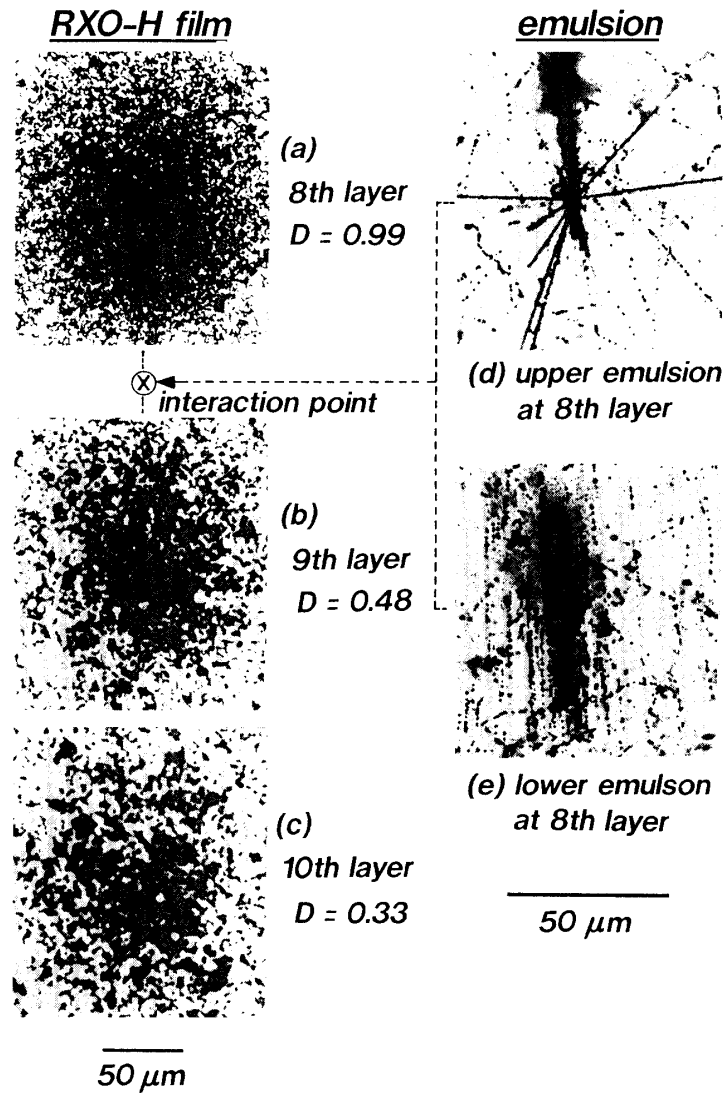 RXO-H film
(a)
8th layer
D = 0.99
interaction point
(b)
9th layer
D = 0.48
(c)
10th layer
D = 0.33
50 μm
emulsion
(d) upper emulsion
at 8th layer
(e) lower emulson
at 8th layer
50 μm